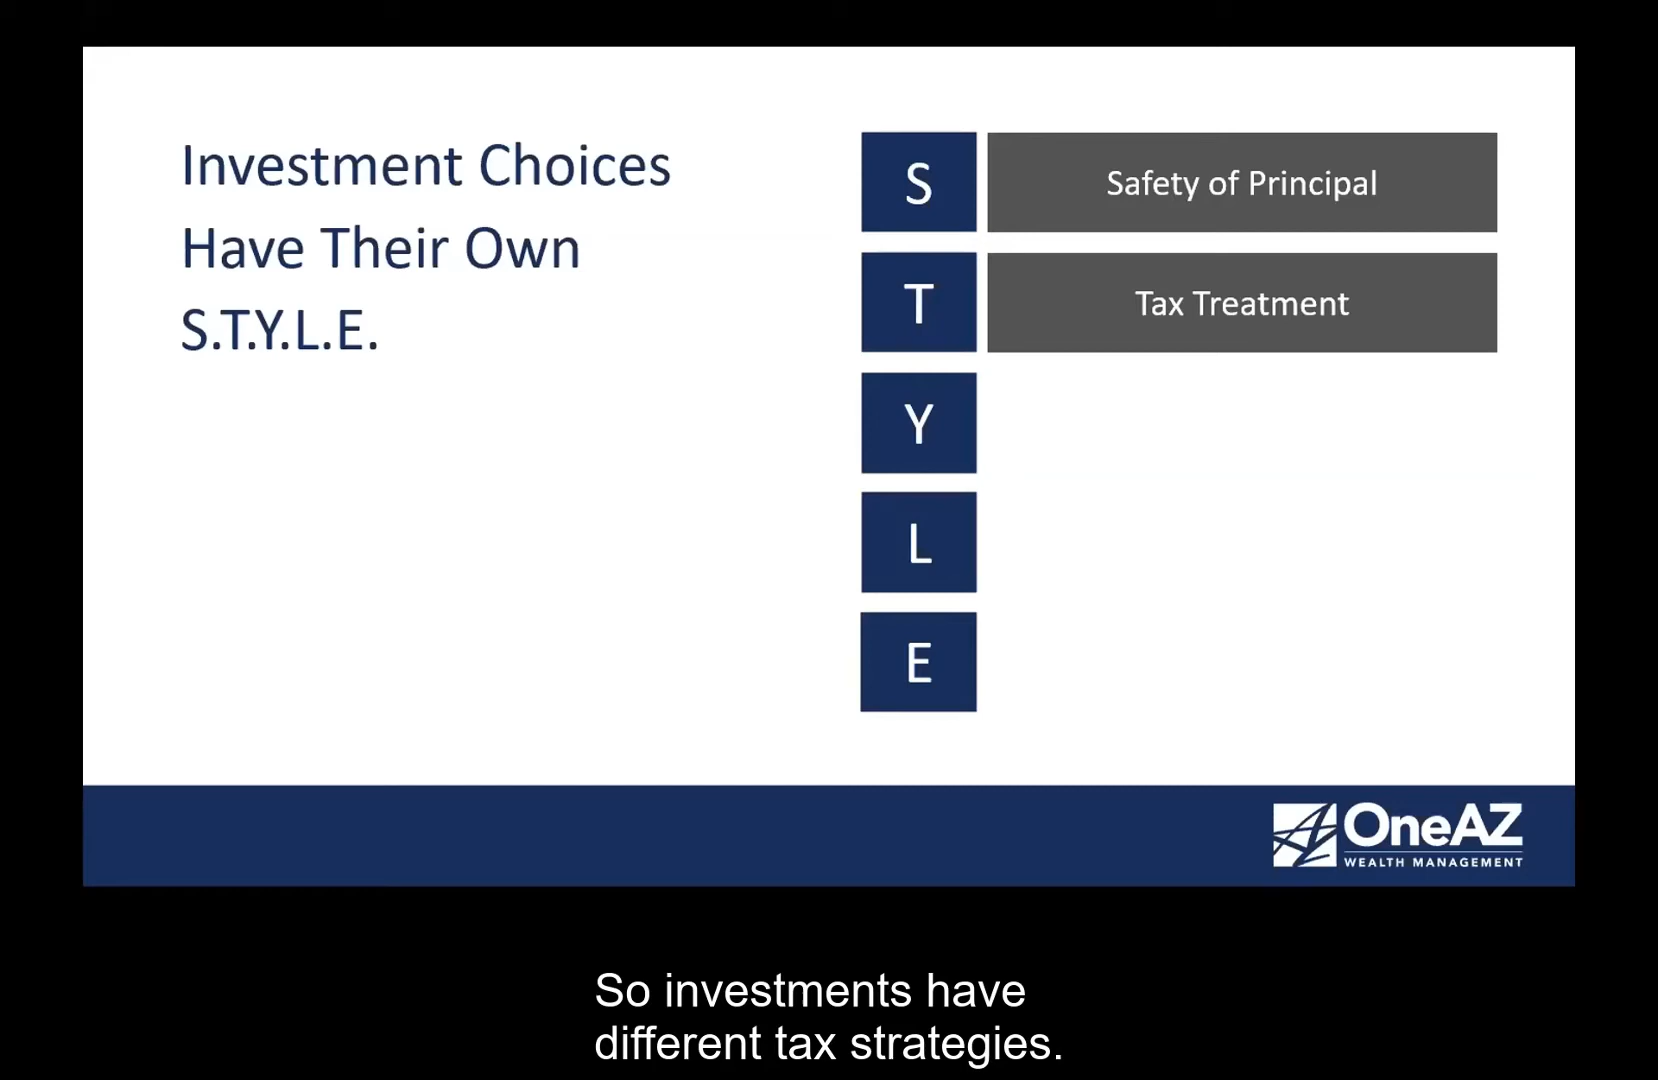 Investment Choices
Have Their Own
S.T.Y.L.E.
S
Safety of Principal
T
Tax Treatment
Y
L
E
OneAZ
WEALTH MANAGEMENT
So investments have
different tax strategies.